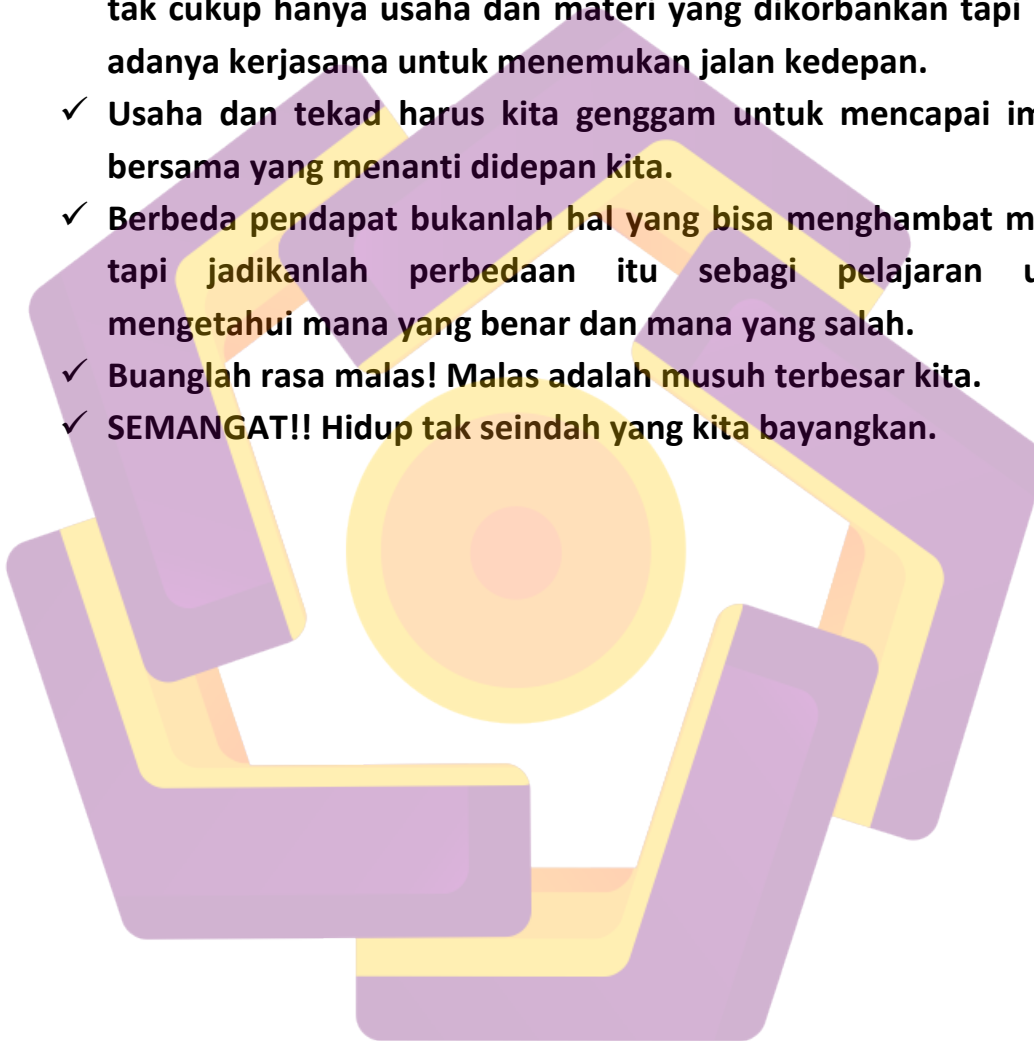 tak cukup hanya usaha dan materi yang dikorbankan tapi
adanya kerjasama untuk menemukan jalan kedepan.
✓ Usaha dan tekad harus kita genggam untuk mencapai
bersama yang menanti didepan kita.
✓ Berbeda pendapat bukanlah hal yang bisa menghambat
tapi jadikanlah perbedaan itu sebagi pelajaran
mengetahui mana yang benar dan mana yang salah.
✓ Buanglah rasa malas! Malas adalah musuh terbesar kita.
✓ SEMANGAT!! Hidup tak seindah yang kita bayangkan.